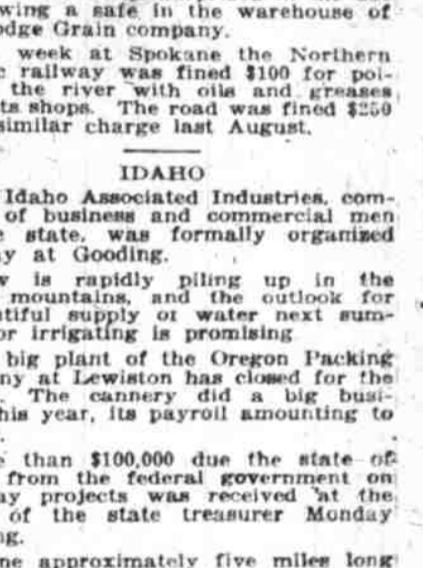 wing a safe in the warehouse of
odge Grain company.
week at Spokane the Northern
c railway was fined $100 for poi-
the river with oils and greases
ts shops. The road was fined $250
similar charge last August.
IDAHO
Idaho Associated Industries, com-
of business and commercial men
e state, was formally organized
ay at Gooding.
w is rapidly piling up in the
mountains, and the outlook for
ntiful supply of water next sum-
or irrigating is promising
big plant of the Oregon Packing
ny at Lewiston has closed for the
. The cannery did a big busi-
his year, its payroll amounting to
.
e than $100,000 due the state of
from the federal government on
ay projects was received at the
of the state treasurer Monday
ng.
ne approximately five miles long